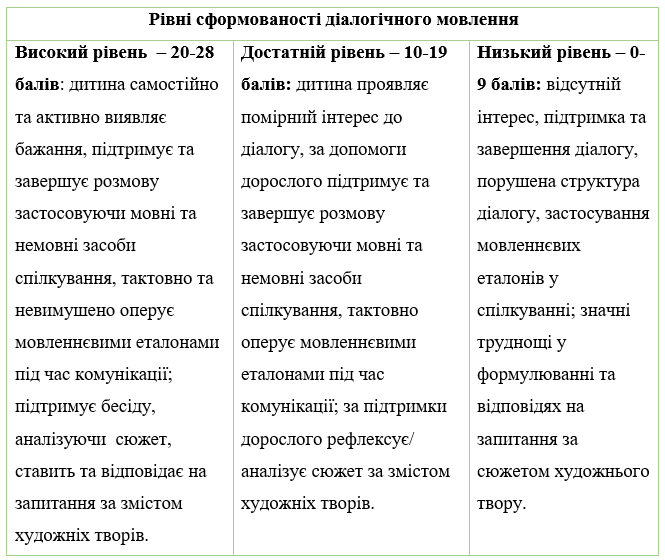 Рівні сформованості діалогічного мовлення
Високий рівень – 20-28
балів: дитина самостійно
та активно виявляє
бажання, підтримує та
завершує розмову
застосовуючи мовні та
немовні засоби
спілкування, тактовно та
невимушено оперує
мовленнєвими еталонами
під час комунікації;
підтримує бесіду,
аналізуючи сюжет,
ставить та відповідає на
запитання за змістом
художніх творів.
Достатній рівень – 10-19
балів: дитина проявляє
помірний інтерес до
діалогу, за допомоги
дорослого підтримує та
завершує розмову
застосовуючи мовні та
немовні засоби
спілкування, тактовно
оперує мовленнєвими
еталонами під час
комунікації; за підтримки
дорослого рефлексує/
аналізує сюжет за змістом
художніх творів.
Низький рівень – 0-
9 балів: відсутній
інтерес, підтримка та
завершення діалогу,
порушена структура
діалогу, застосування
мовленнєвих
еталонів у
спілкуванні; значні
труднощі у
формулюванні та
відповідях на
запитання за
сюжетом художнього
твору.